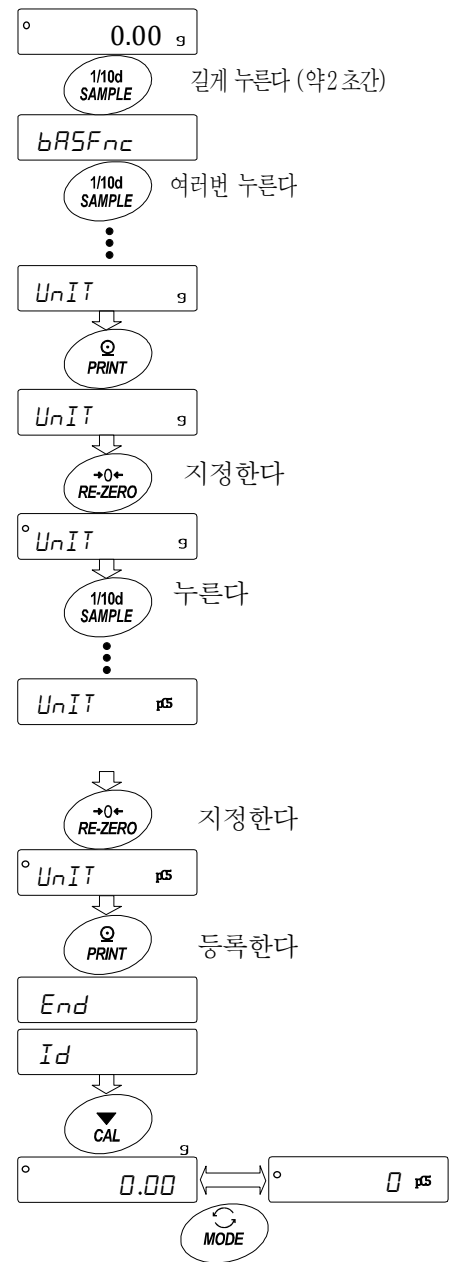 0.00 g
1/10d
SAMPLE
길게 누른다 (약2초간)
bASFnc
1/10d
SAMPLE
여러번 누른다
UnIT g
PRINT
UnIT g
→0←
RE-ZERO
지정한다
UnIT g
1/10d
SAMPLE
누른다
UnIT pcs
→0←
RE-ZERO
지정한다
UnIT pcs
PRINT
등록한다
End
Id
CAL
0.00 g
0 pcs
MODE